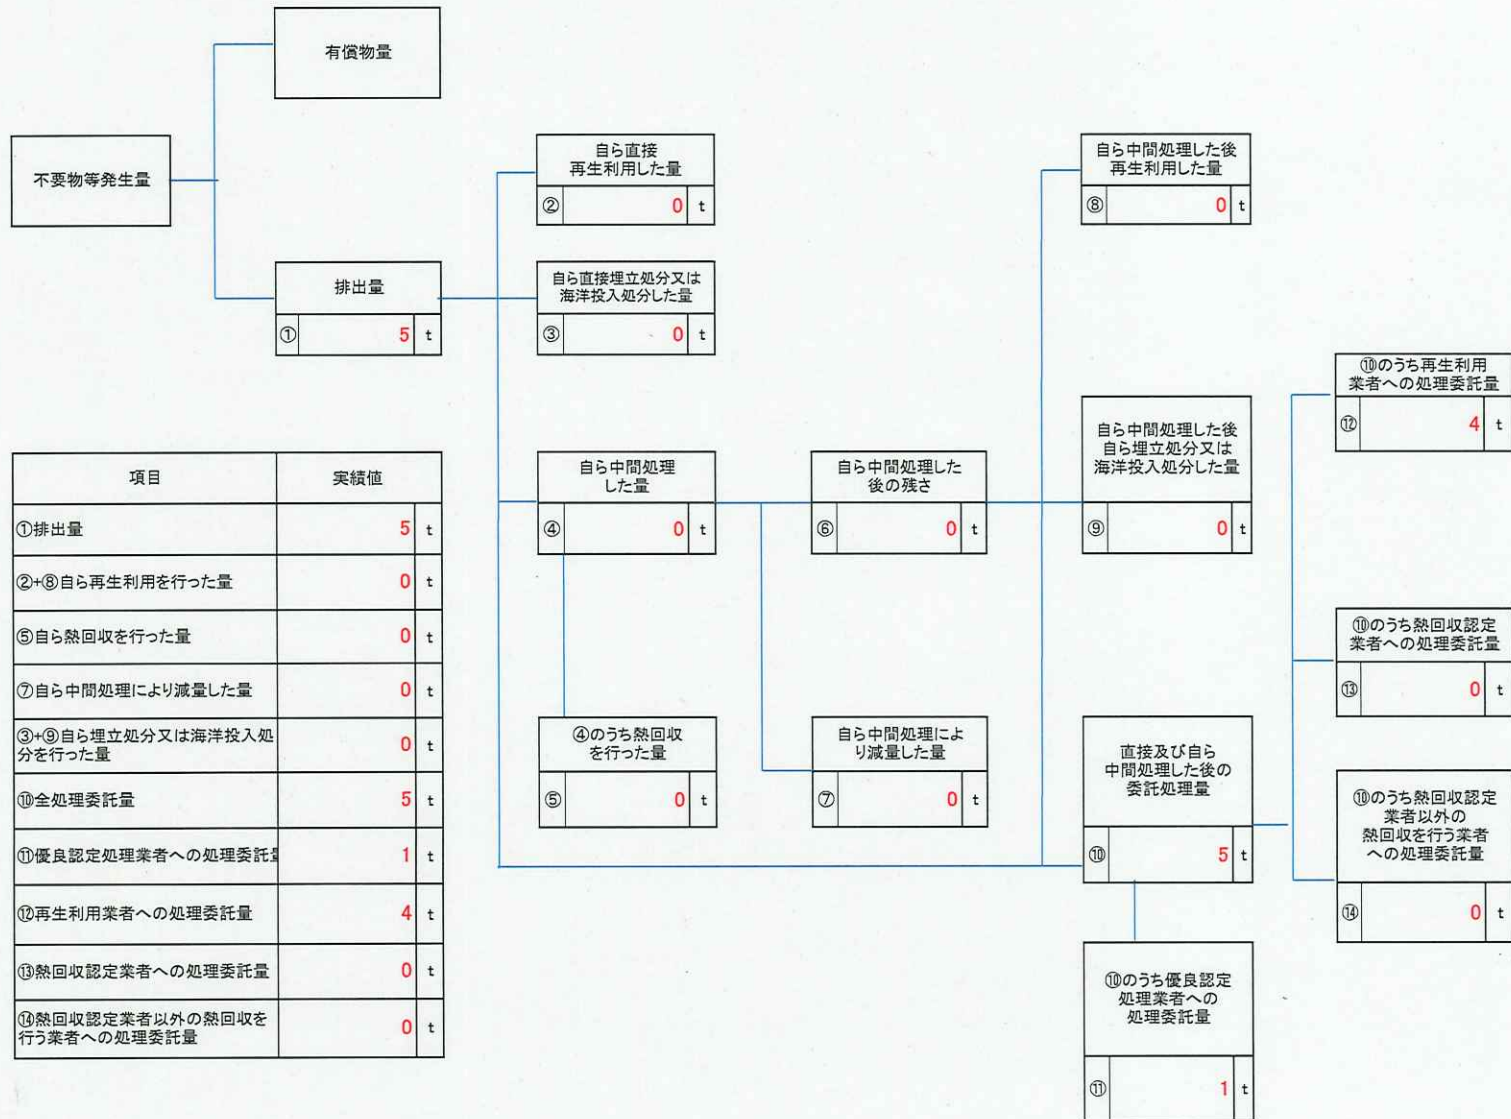 有償物量
不要物等発生量
排出量
① 5 t
自ら直接
再生利用した量
② 0 t
自ら直接埋立処分又は
海洋投入処分した量
③ 0 t
自ら中間処理
した量
④ 0 t
④のうち熱回収
を行った量
⑤ 0 t
自ら中間処理した
後の残さ
⑥ 0 t
自ら中間処理によ
り減量した量
⑦ 0 t
自ら中間処理した後
再生利用した量
⑧ 0 t
自ら中間処理した後
自ら埋立処分又は
海洋投入処分した量
⑨ 0 t
直接及び自ら
中間処理した後の
委託処理量
⑩ 5 t
⑩のうち優良認定
処理業者への
処理委託量
⑪ 1 t
⑩のうち再生利用
業者への処理委託量
⑫ 4 t
⑩のうち熱回収認定
業者への処理委託量
⑬ 0 t
⑩のうち熱回収認定
業者以外の
熱回収を行う業者
への処理委託量
⑭ 0 t
項目 実績値
①排出量 5 t
②+⑧自ら再生利用を行った量 0 t
⑤自ら熱回収を行った量 0 t
⑦自ら中間処理により減量した量 0 t
③+⑨自ら埋立処分又は海洋投入処
分を行った量 0 t
⑩全処理委託量 5 t
⑪優良認定処理業者への処理委託量 1 t
⑫再生利用業者への処理委託量 4 t
⑬熱回収認定業者への処理委託量 0 t
⑭熱回収認定業者以外の熱回収を
行う業者への処理委託量 0 t